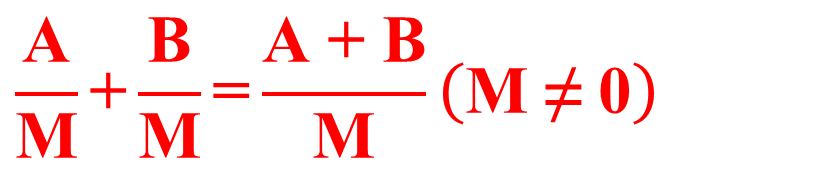 A/M + B/M = (A + B)/M (M ≠ 0)